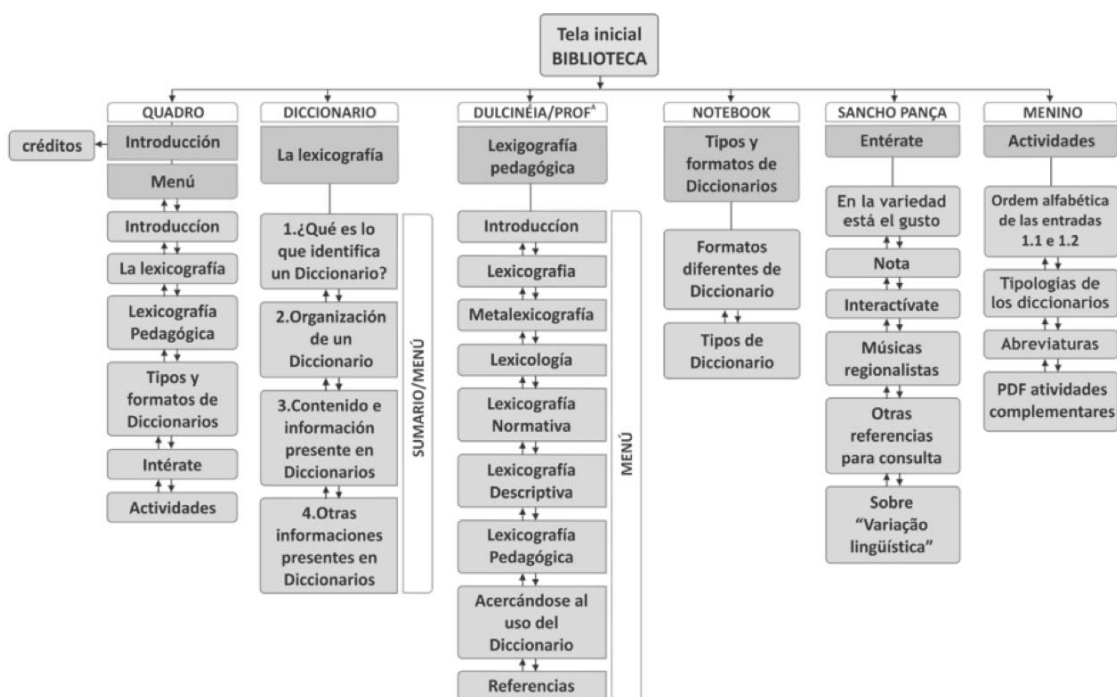 Tela inicial
BIBLIOTECA
QUADRO
créditos
Introducción
Menú
Introduccíon
La lexicografía
Lexicografía
Pedagógica
Tipos y
formatos de
Diccionarios
Intérate
Actividades
DICCIONARIO
La lexicografía
1.¿Qué es lo
que identifica
un Diccionario?
2.Organización
de un
Diccionario
3.Contenido e
información
presente en
Diccionarios
4.Otras
informaciones
presentes en
Diccionarios
SUMARIO/MENÚ
DULCINÉIA/PROFᴬ
Lexigografía
pedagógica
Introduccíon
Lexicografia
Metalexicografía
Lexicología
Lexicografía
Normativa
Lexicografía
Descriptiva
Lexicografía
Pedagógica
Acercándose al
uso del
Diccionario
Referencias
MENÚ
NOTEBOOK
Tipos y
formatos de
Diccionarios
Formatos
diferentes de
Diccionario
Tipos de
Diccionario
SANCHO PANÇA
Entérate
En la variedad
está el gusto
Nota
Interactívate
Músicas
regionalistas
Otras
referencias
para consulta
Sobre
“Variação
lingüística”
MENINO
Actividades
Ordem alfabética
de las entradas
1.1 e 1.2
Tipologias de
los diccionarios
Abreviaturas
PDF atividades
complementares